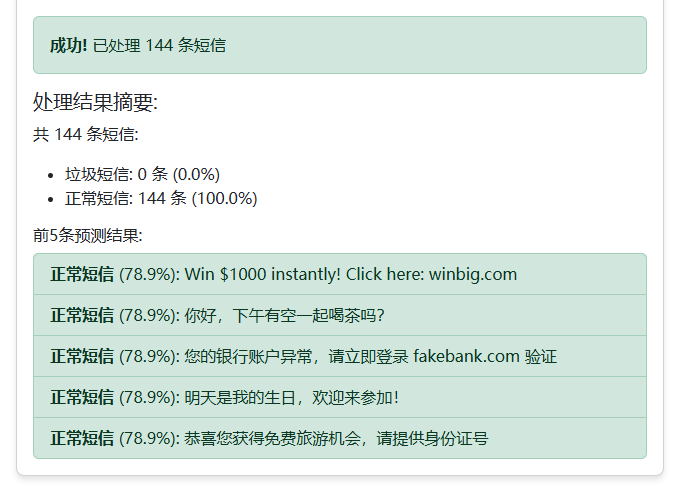 成功! 已处理 144 条短信
处理结果摘要:
共 144 条短信:
• 垃圾短信: 0 条 (0.0%)
• 正常短信: 144 条 (100.0%)
前5条预测结果:
正常短信 (78.9%): Win $1000 instantly! Click here: winbig.com
正常短信 (78.9%): 你好，下午有空一起喝茶吗？
正常短信 (78.9%): 您的银行账户异常，请立即登录 fakebank.com 验证
正常短信 (78.9%): 明天是我的生日，欢迎来参加！
正常短信 (78.9%): 恭喜您获得免费旅游机会，请提供身份证号